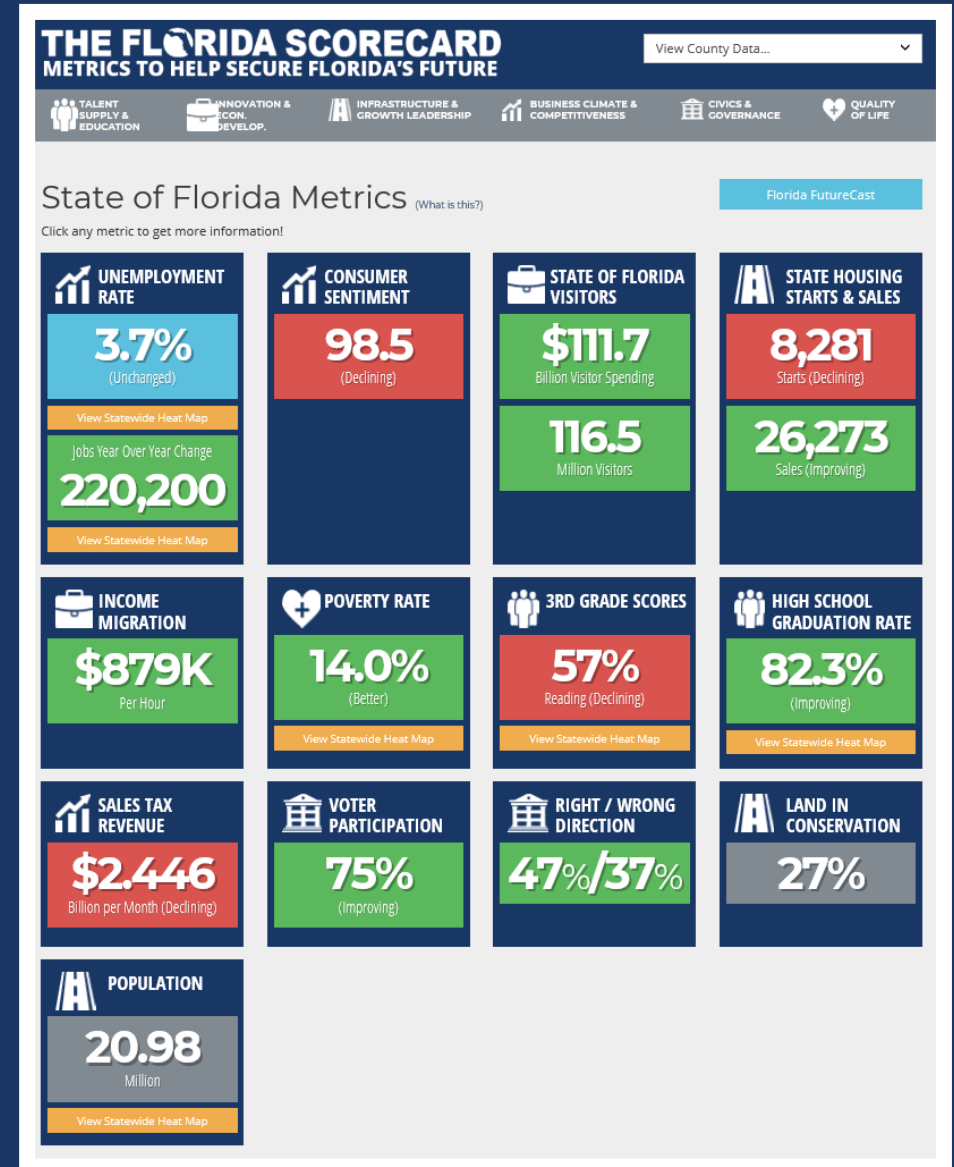 THE FLORIDA SCORECARD
METRICS TO HELP SECURE FLORIDA'S FUTURE
View County Data...
TALENT
SUPPLY &
EDUCATION
INNOVATION &
ECON.
DEVELOP.
INFRASTRUCTURE &
GROWTH LEADERSHIP
BUSINESS CLIMATE &
COMPETITIVENESS
CIVICS &
GOVERNANCE
QUALITY
OF LIFE
State of Florida Metrics (What is this?)
Florida FutureCast
Click any metric to get more information!
UNEMPLOYMENT
RATE
3.7%
(Unchanged)
View Statewide Heat Map
Jobs Year Over Year Change
220,200
View Statewide Heat Map
CONSUMER
SENTIMENT
98.5
(Declining)
STATE OF FLORIDA
VISITORS
$111.7
Billion Visitor Spending
116.5
Million Visitors
STATE HOUSING
STARTS & SALES
8,281
Starts (Declining)
26,273
Sales (Improving)
INCOME
MIGRATION
$879K
Per Hour
POVERTY RATE
14.0%
(Better)
View Statewide Heat Map
3RD GRADE SCORES
57%
Reading (Declining)
View Statewide Heat Map
HIGH SCHOOL
GRADUATION RATE
82.3%
(Improving)
View Statewide Heat Map
SALES TAX
REVENUE
$2.446
Billion per Month (Declining)
VOTER
PARTICIPATION
75%
(Improving)
RIGHT / WRONG
DIRECTION
47%/37%
LAND IN
CONSERVATION
27%
POPULATION
20.98
Million
View Statewide Heat Map